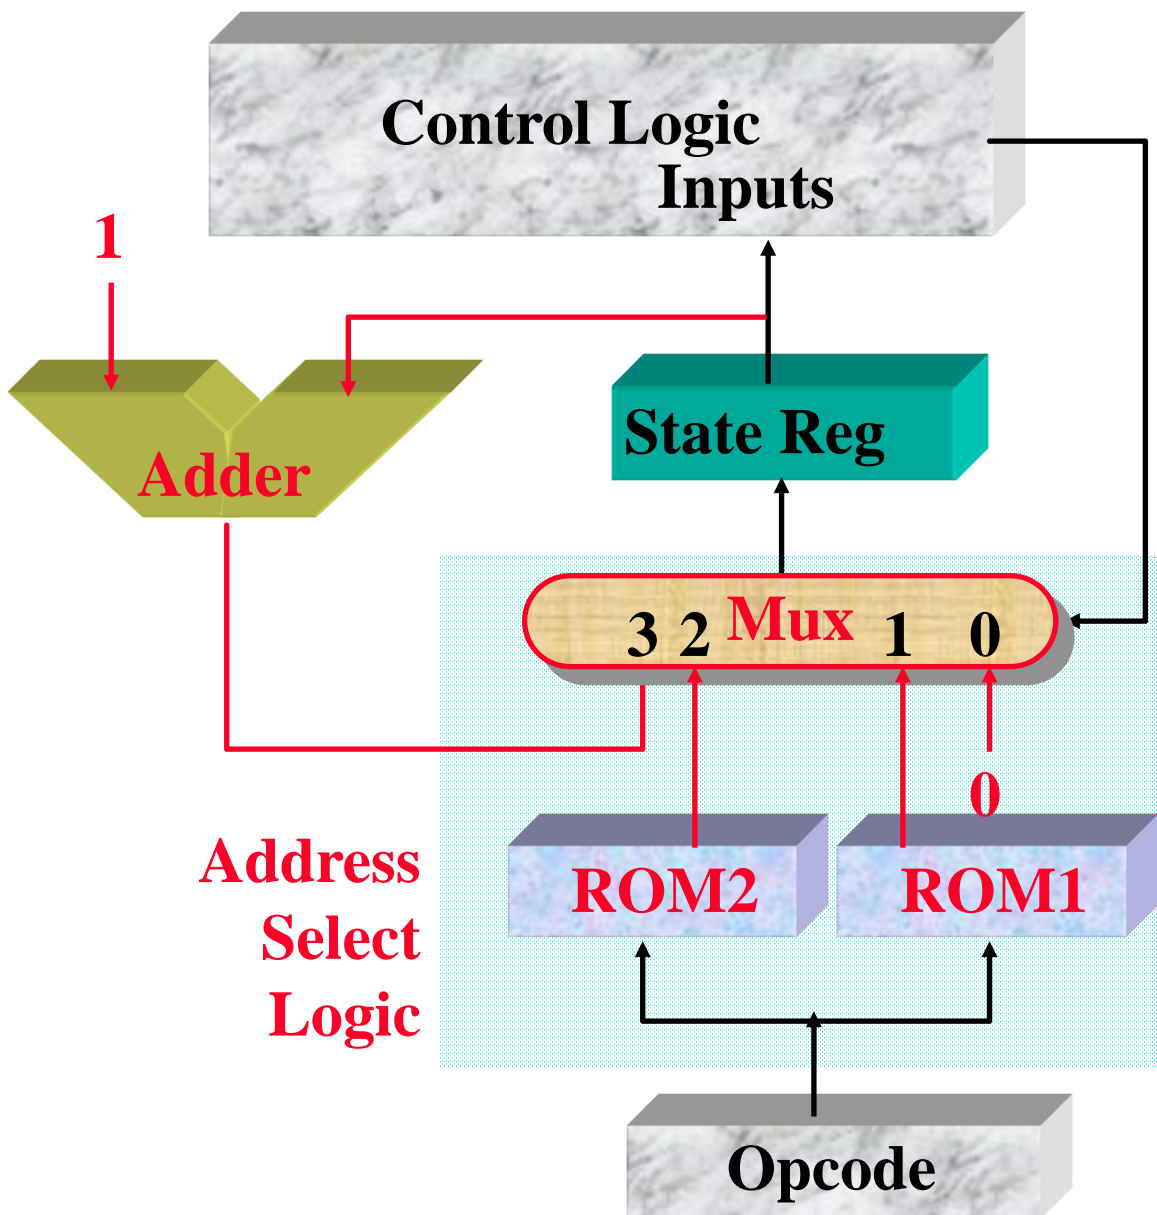 Control Logic
Inputs
1
State Reg
Adder
3 2 Mux 1 0
0
Address
Select
Logic
ROM2
ROM1
Opcode